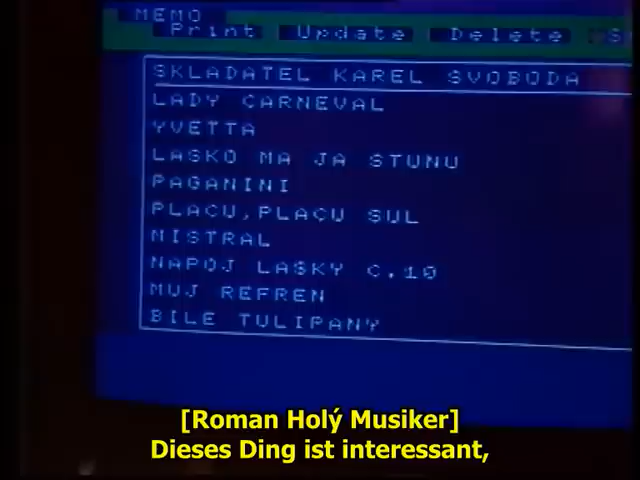 MEMO
Print Update Delete S
SKLADATEL KAREL SVOBODA
LADY CARNEVAL
YVETTA
LASKO MA JA STUNU
PAGANINI
PLACU,PLACU SUL
MISTRAL
NAPOJ LASKY C.10
MUJ REFREN
BILE TULIPANY
[Roman Holý Musiker]
Dieses Ding ist interessant,